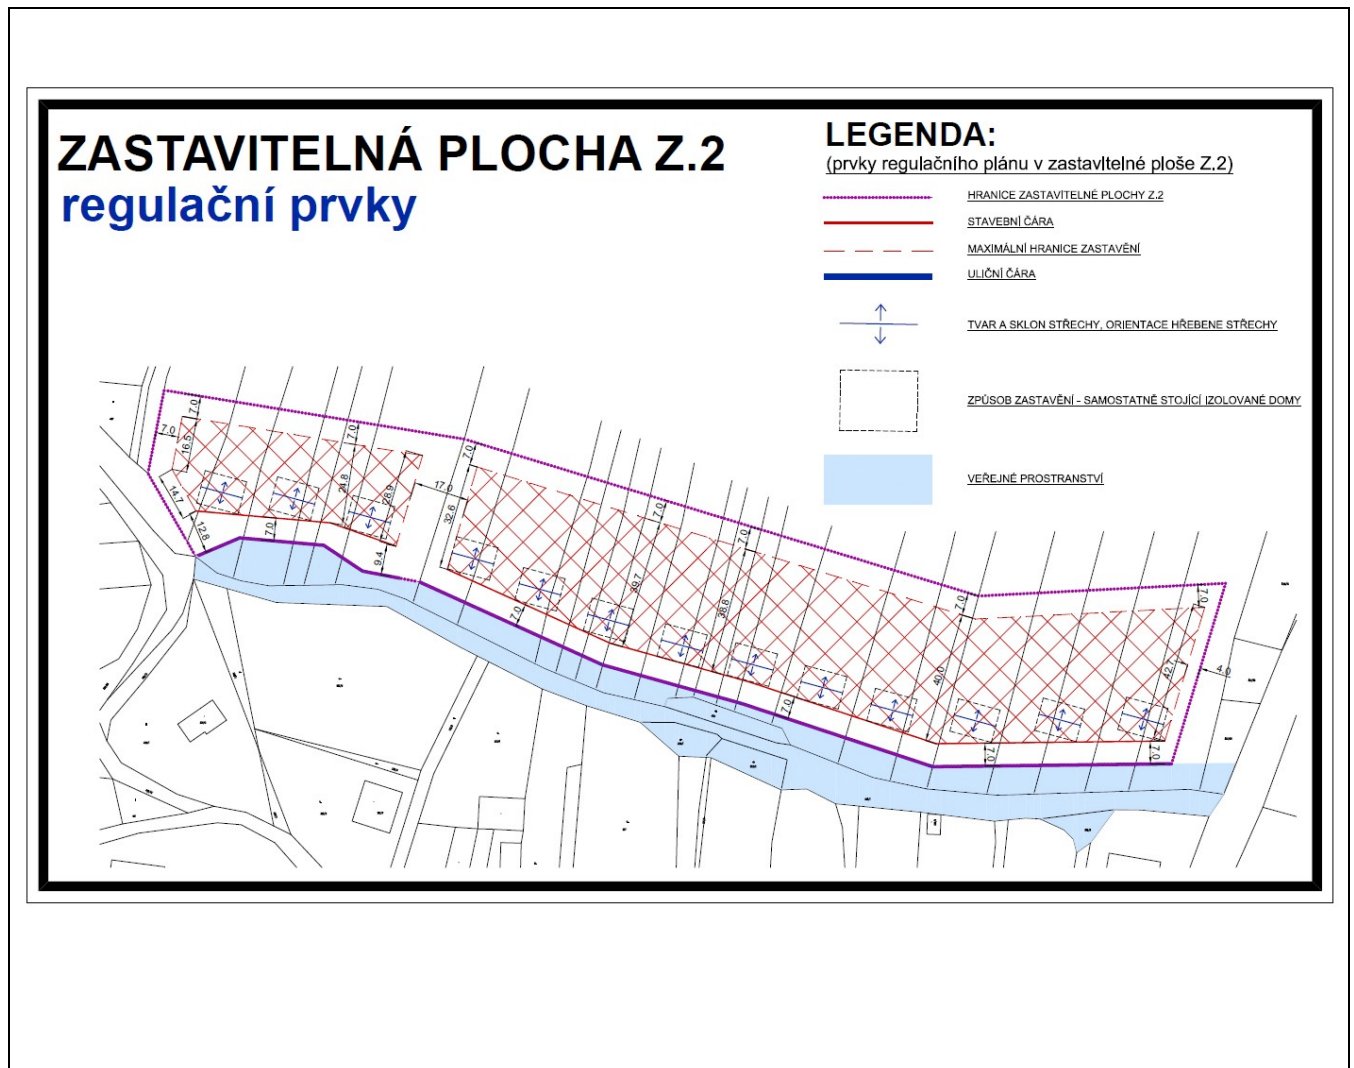 ZASTAVITELNÁ PLOCHA Z.2
regulační prvky
LEGENDA:
(prvky regulačního plánu v zastavitelné ploše Z.2)
HRANICE ZASTAVITELNÉ PLOCHY Z.2
STAVEBNÍ ČÁRA
MAXIMÁLNÍ HRANICE ZASTAVĚNÍ
ULIČNÍ ČÁRA
TVAR A SKLON STŘECHY, ORIENTACE HŘEBENE STŘECHY
ZPŮSOB ZASTAVĚNÍ - SAMOSTATNĚ STOJÍCÍ IZOLOVANÉ DOMY
VEŘEJNÉ PROSTRANSTVÍ
7.0
7.0
16.5
14.7
12.8
7.0
7.0
24.8
28.9
9.4
17.0
7.0
32.6
7.0
7.0
39.7
7.0
38.8
7.0
7.0
40.0
7.0
7.0
42.7
4.0
7.0